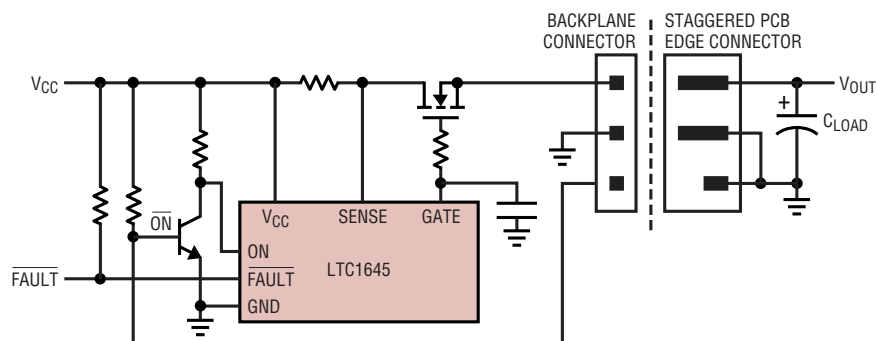 BACKPLANE
CONNECTOR
STAGGERED PCB
EDGE CONNECTOR
VCC
VOUT
+
CLOAD
VCC
SENSE
GATE
ON
ON
FAULT
FAULT
LTC1645
GND